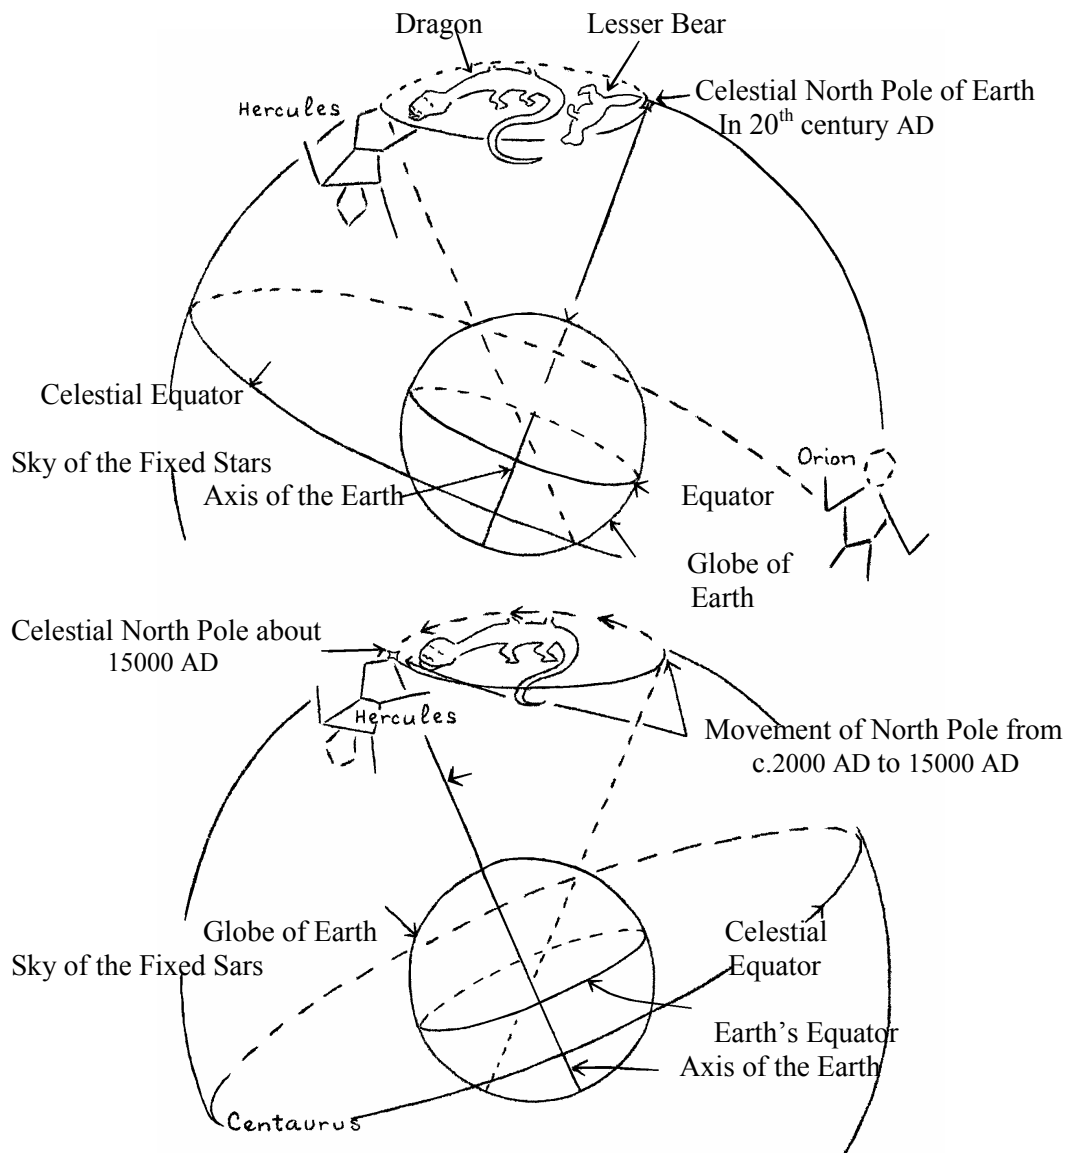 Dragon
Lesser Bear
Hercules
Celestial North Pole of Earth
In 20th century AD
Celestial Equator
Sky of the Fixed Stars
Orion
Axis of the Earth
Equator
Globe of
Earth
Celestial North Pole about
15000 AD
Hercules
Movement of North Pole from
c.2000 AD to 15000 AD
Globe of Earth
Celestial
Equator
Sky of the Fixed Sars
Earth’s Equator
Axis of the Earth
Centaurus